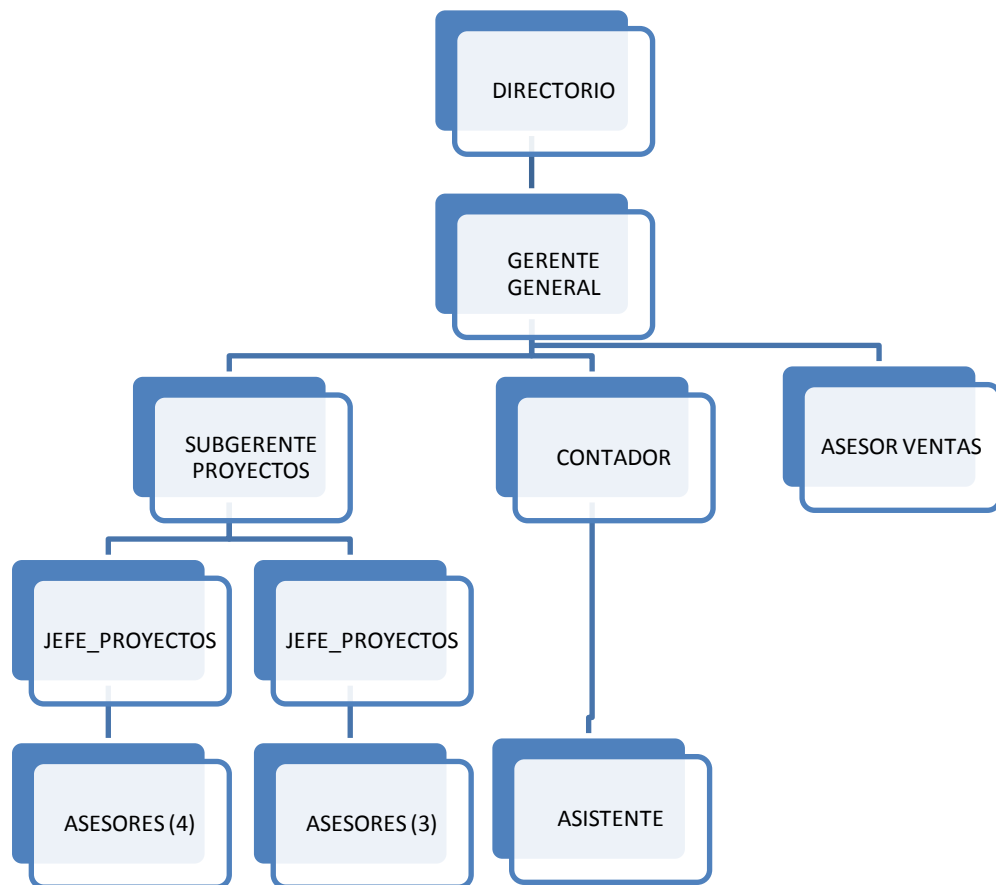 DIRECTORIO
GERENTE
GENERAL
SUBGERENTE
PROYECTOS
CONTADOR
ASESOR VENTAS
JEFE_PROYECTOS
JEFE_PROYECTOS
ASESORES (4)
ASESORES (3)
ASISTENTE